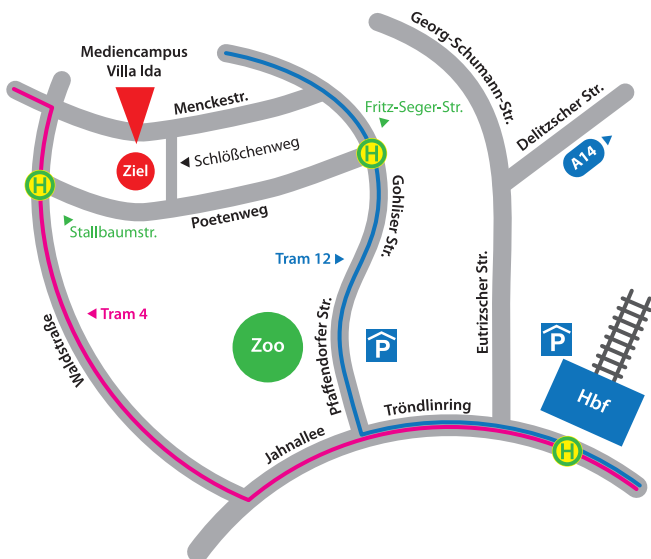 Mediencampus
Villa Ida
Menckestr.
Georg-Schumann-Str.
Delitzscher Str.
Fritz-Seger-Str.
A14
H
Schlößchenweg
Ziel
H
Poetenweg
Gohliser Str.
Stallbaumstr.
Tram 12
Eutrizscher Str.
Tram 4
Waldstraße
Zoo
Pfaffendorfer Str.
P
P
Hbf
Tröndlinring
Jahnallee
H